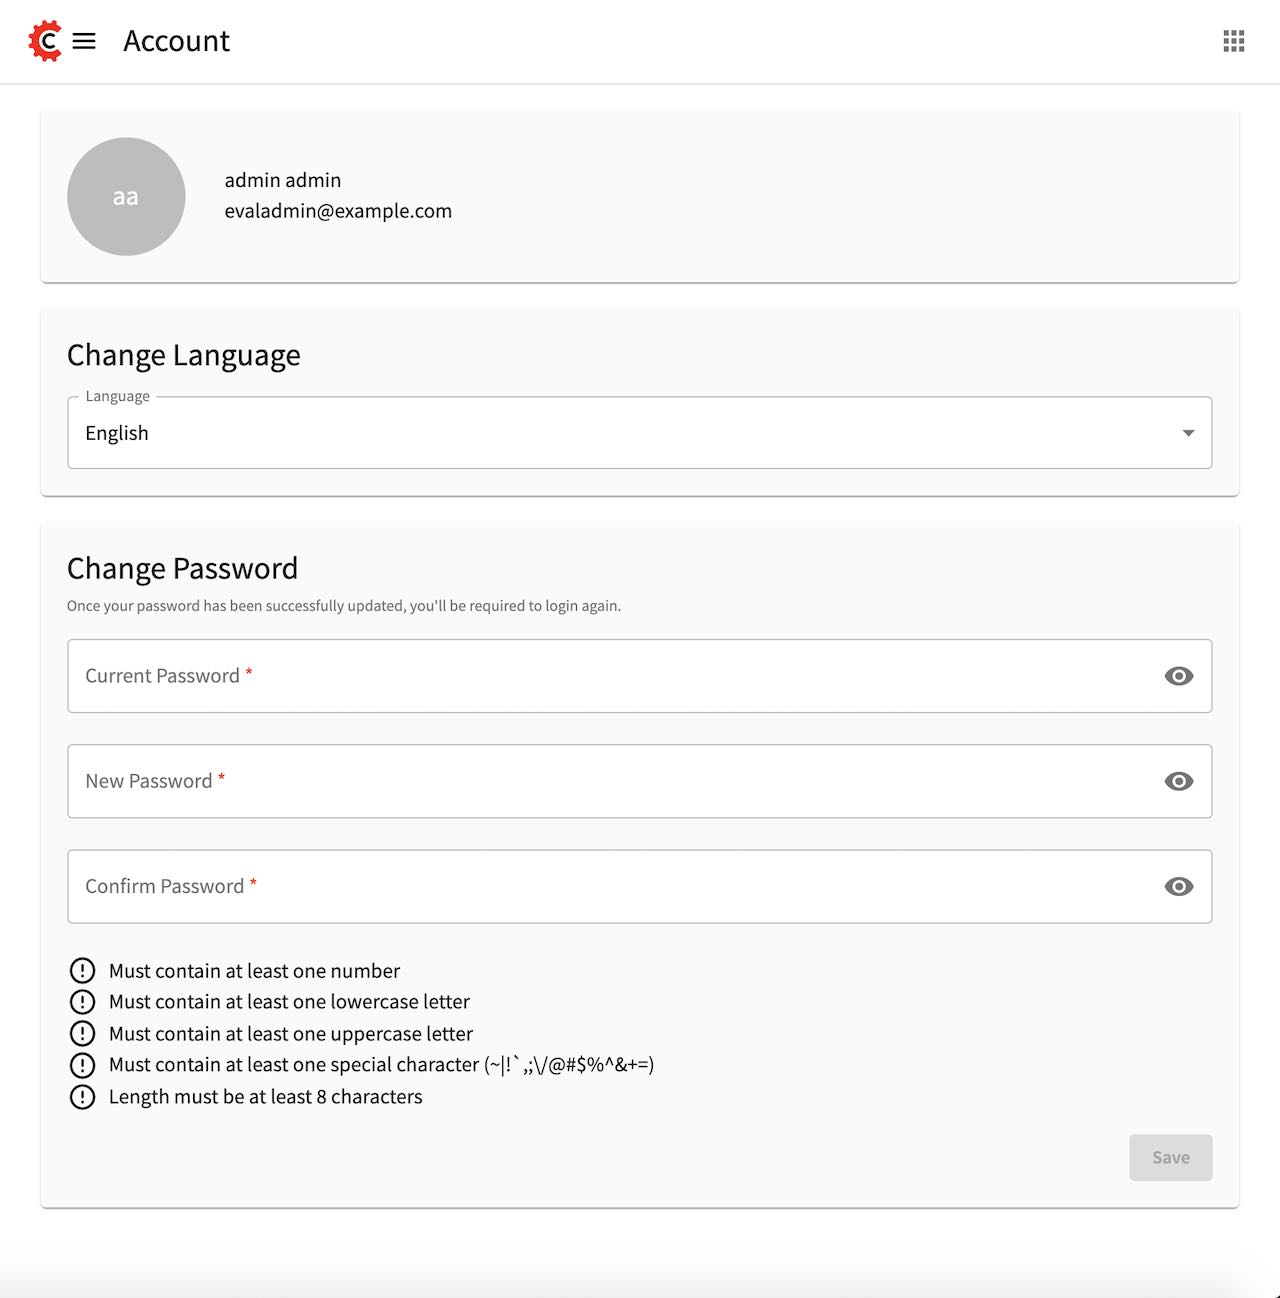 C
Account
aa
admin admin
evaladmin@example.com
Change Language
Language
English
Change Password
Once your password has been successfully updated, you'll be required to login again.
Current Password *
New Password *
Confirm Password *
Must contain at least one number
Must contain at least one lowercase letter
Must contain at least one uppercase letter
Must contain at least one special character (~|!`,;\/@#$%^&+=)
Length must be at least 8 characters
Save